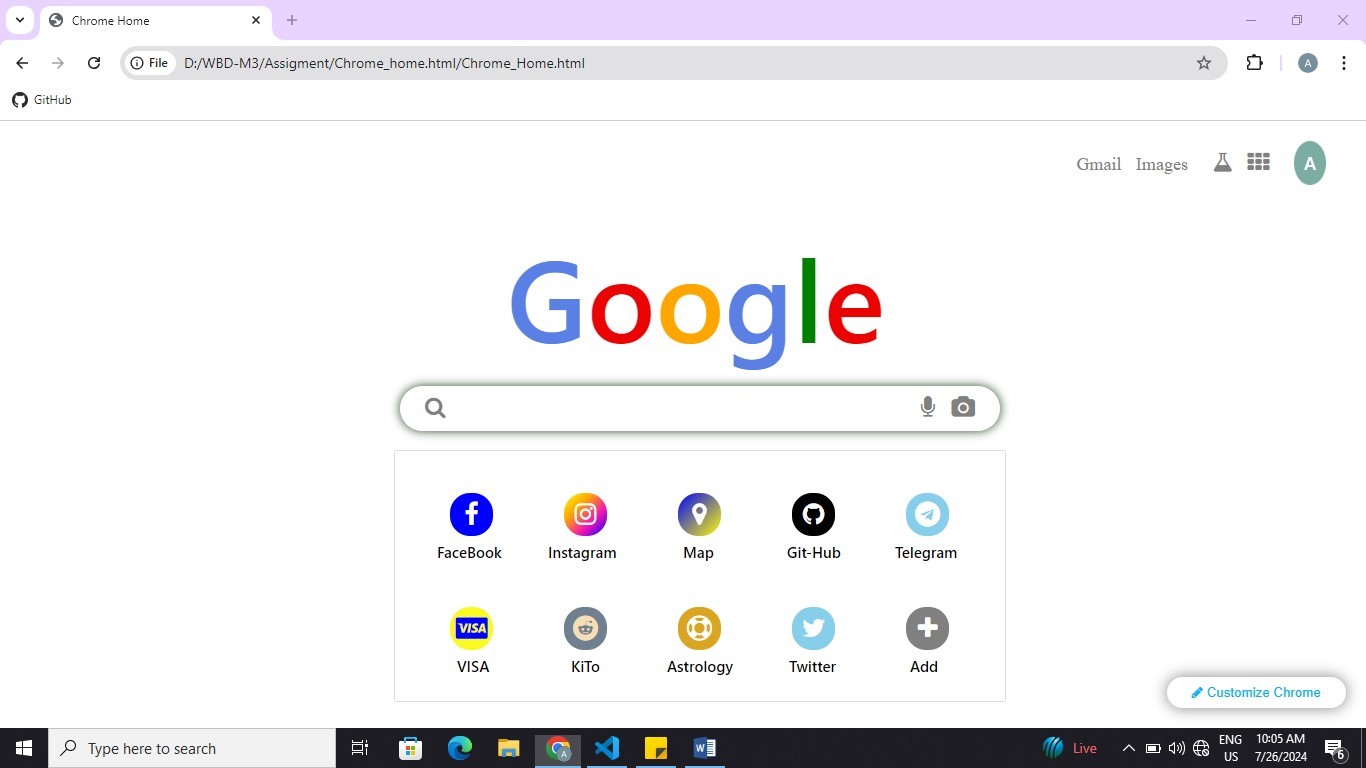 Chrome Home
File D:/WBD-M3/Assigment/Chrome_home.html/Chrome_Home.html A
GitHub
Gmail Images A
Google
FaceBook Instagram Map Git-Hub Telegram
VISA
VISA KiTo Astrology Twitter Add
Customize Chrome
Type here to search
A
W
Live
ENG
US
10:05 AM
7/26/2024
6